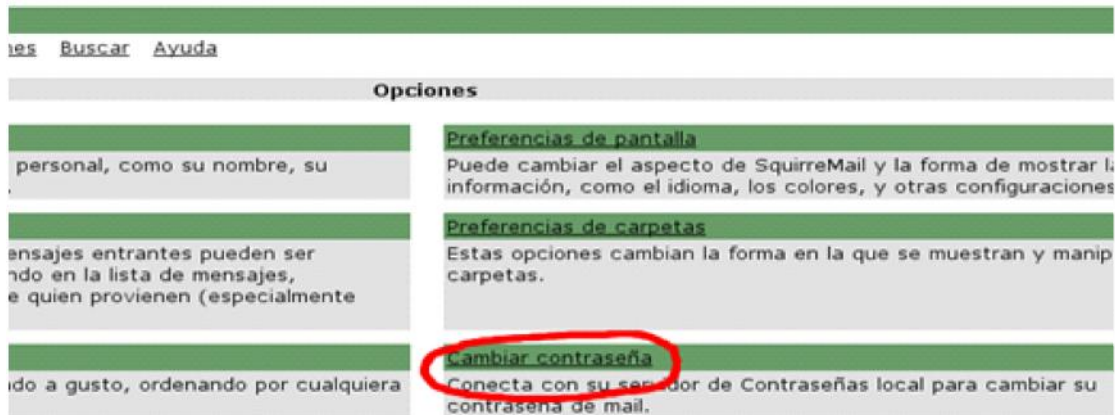 nes Buscar Ayuda
Opciones
personal, como su nombre, su
Preferencias de pantalla
Puede cambiar el aspecto de SquirreMail y la forma de mostrar la
información, como el idioma, los colores, y otras configuraciones
ensajes entrantes pueden ser
ndo en la lista de mensajes,
e quien provienen (especialmente
Preferencias de carpetas
Estas opciones cambian la forma en la que se muestran y manip
carpetas.
do a gusto, ordenando por cualquiera
Cambiar contraseña
Conecta con su servidor de Contraseñas local para cambiar su
contraseña de mail.